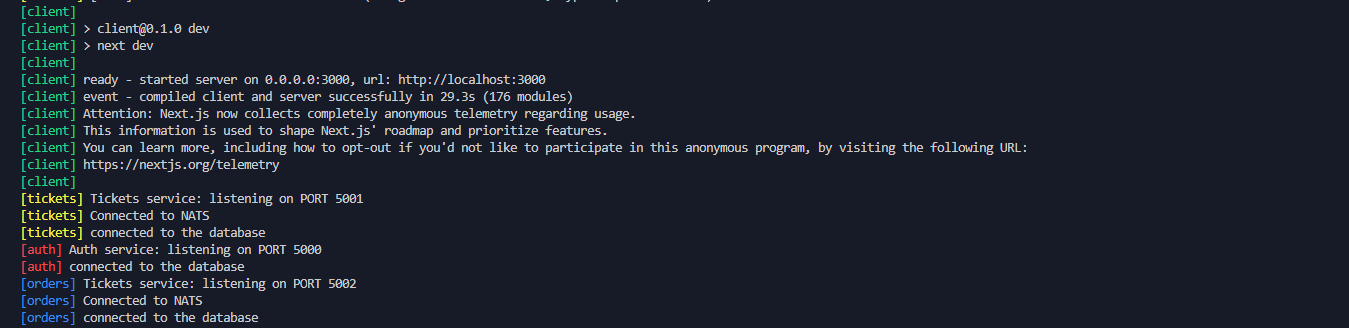 [client]
[client] > client@0.1.0 dev
[client] > next dev
[client]
[client] ready - started server on 0.0.0.0:3000, url: http://localhost:3000
[client] event - compiled client and server successfully in 29.3s (176 modules)
[client] Attention: Next.js now collects completely anonymous telemetry regarding usage.
[client] This information is used to shape Next.js' roadmap and prioritize features.
[client] You can learn more, including how to opt-out if you'd not like to participate in this anonymous program, by visiting the following URL:
[client] https://nextjs.org/telemetry
[client]
[tickets] Tickets service: listening on PORT 5001
[tickets] Connected to NATS
[tickets] connected to the database
[auth] Auth service: listening on PORT 5000
[auth] connected to the database
[orders] Tickets service: listening on PORT 5002
[orders] Connected to NATS
[orders] connected to the database